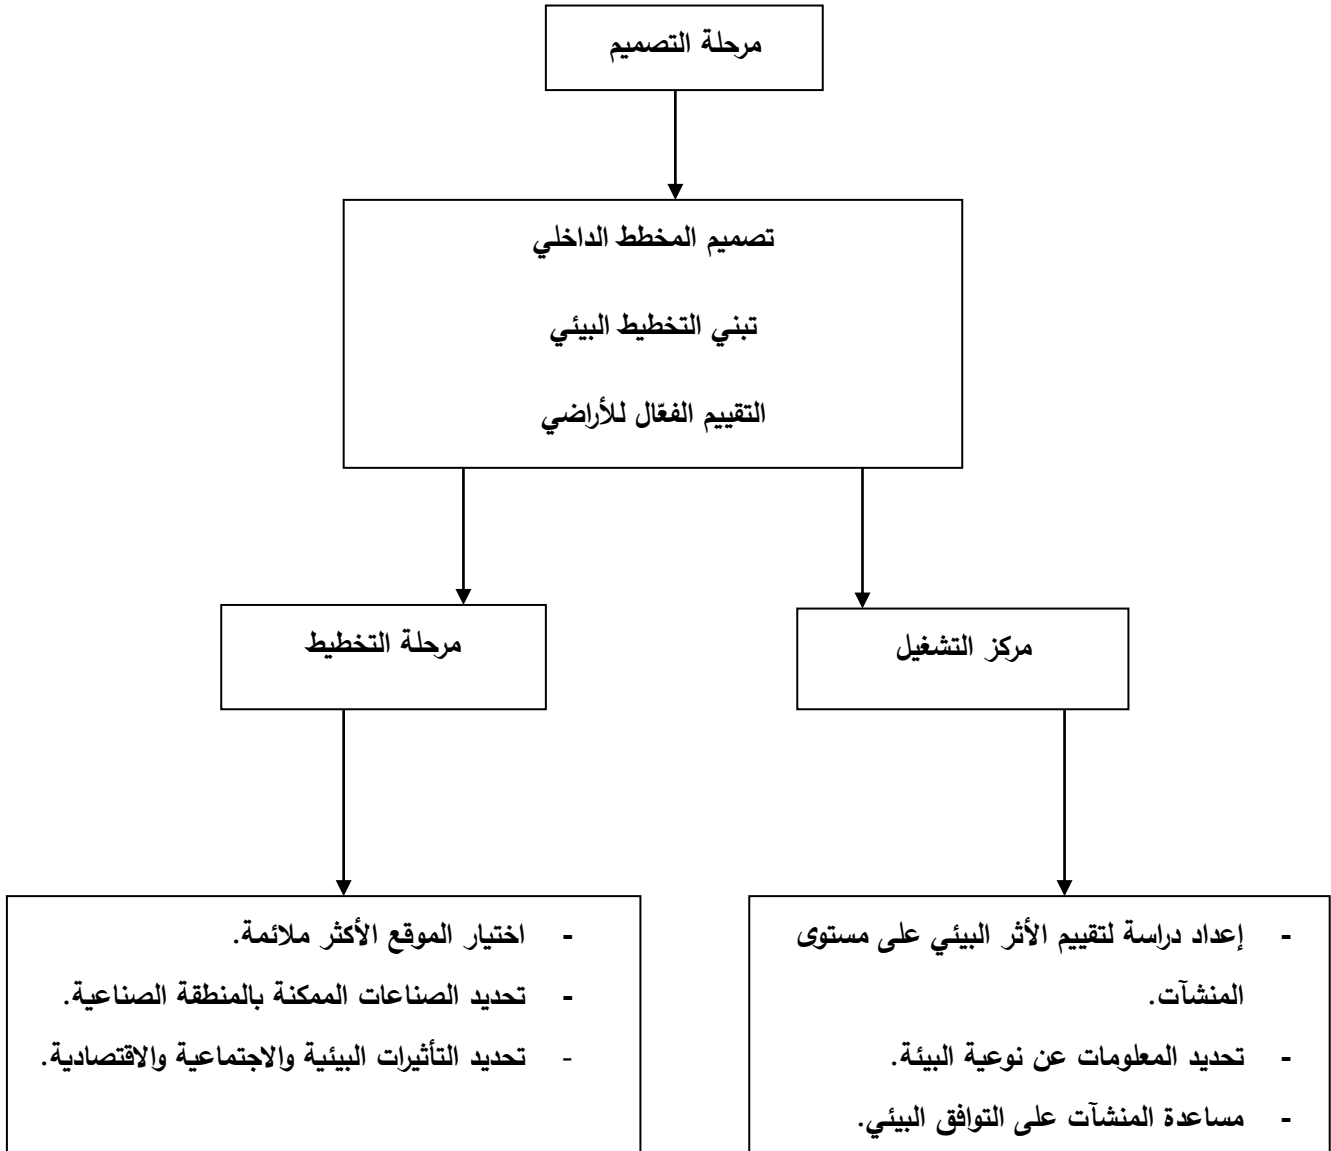 مرحلة التصميم
تصميم المخطط الداخلي
تبني التخطيط البيئي
التقييم الفعّال للأراضي
مركز التشغيل
مرحلة التخطيط
- إعداد دراسة لتقييم الأثر البيئي على مستوى
المنشآت.
- تحديد المعلومات عن نوعية البيئة.
- مساعدة المنشآت على التوافق البيئي.
- اختيار الموقع الأكثر ملائمة.
- تحديد الصناعات الممكنة بالمنطقة الصناعية.
- تحديد التأثيرات البيئية والاجتماعية والاقتصادية.